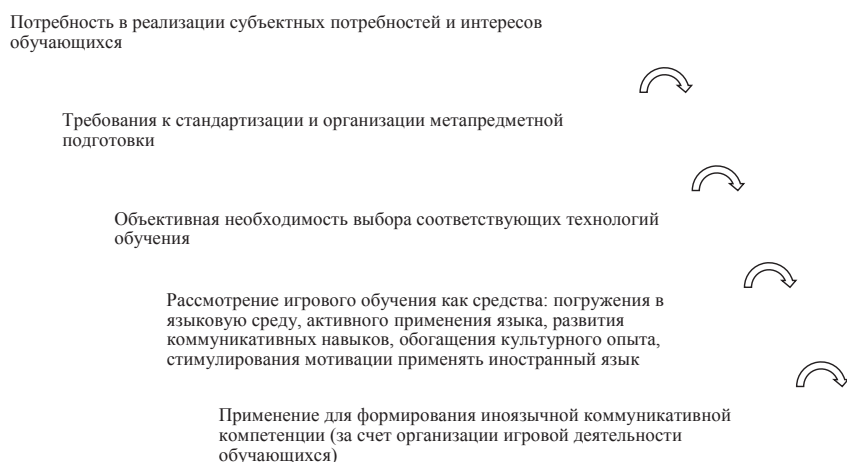 Потребность в реализации субъектных потребностей и интересов
обучающихся
Требования к стандартизации и организации метапредметной
подготовки
Объективная необходимость выбора соответствующих технологий
обучения
Рассмотрение игрового обучения как средства: погружения в
языковую среду, активного применения языка, развития
коммуникативных навыков, обогащения культурного опыта,
стимулирования мотивации применять иностранный язык
Применение для формирования иноязычной коммуникативной
компетенции (за счет организации игровой деятельности
обучающихся)